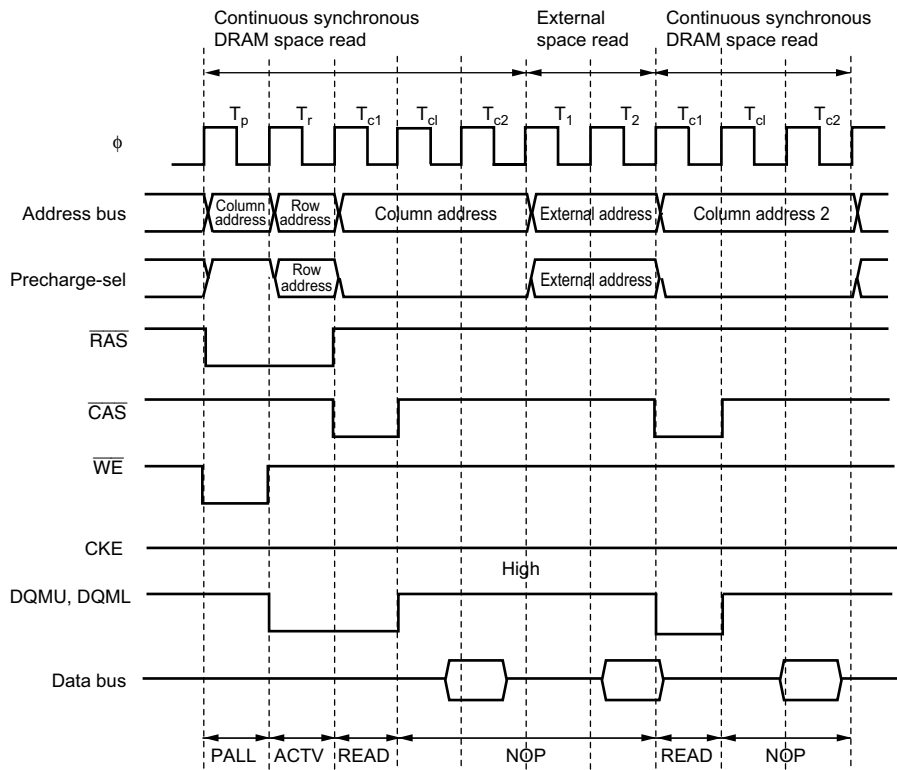 Continuous synchronous
DRAM space read
External
space read
Continuous synchronous
DRAM space read
Tp Tr Tc1 Tcl Tc2 T1 T2 Tc1 Tcl Tc2
ϕ
Address bus
Column
address
Row
address
Column address
External address
Column address 2
Precharge-sel
Row
address
External address
RAS
CAS
WE
CKE
High
DQMU, DQML
Data bus
PALL ACTV READ NOP READ NOP